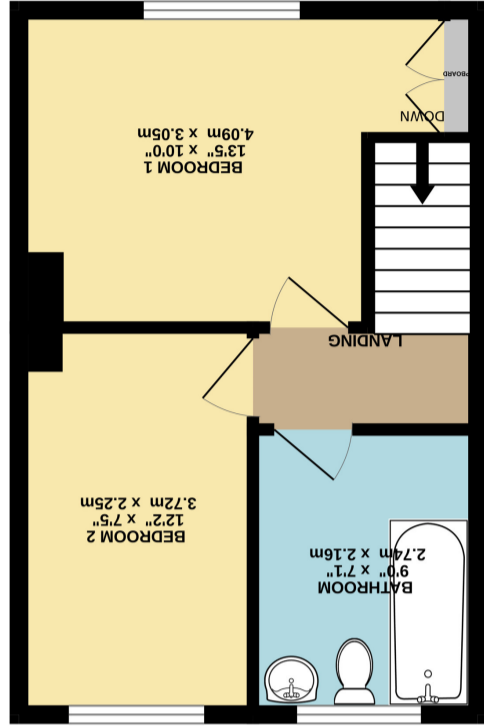 BEDROOM 1
13'5" x 10'0"
4.09m x 3.05m
DOWN
PBOARD
LANDING
BEDROOM 2
12'2" x 7'5"
3.72m x 2.25m
BATHROOM
9'0" x 7'1"
2.74m x 2.16m